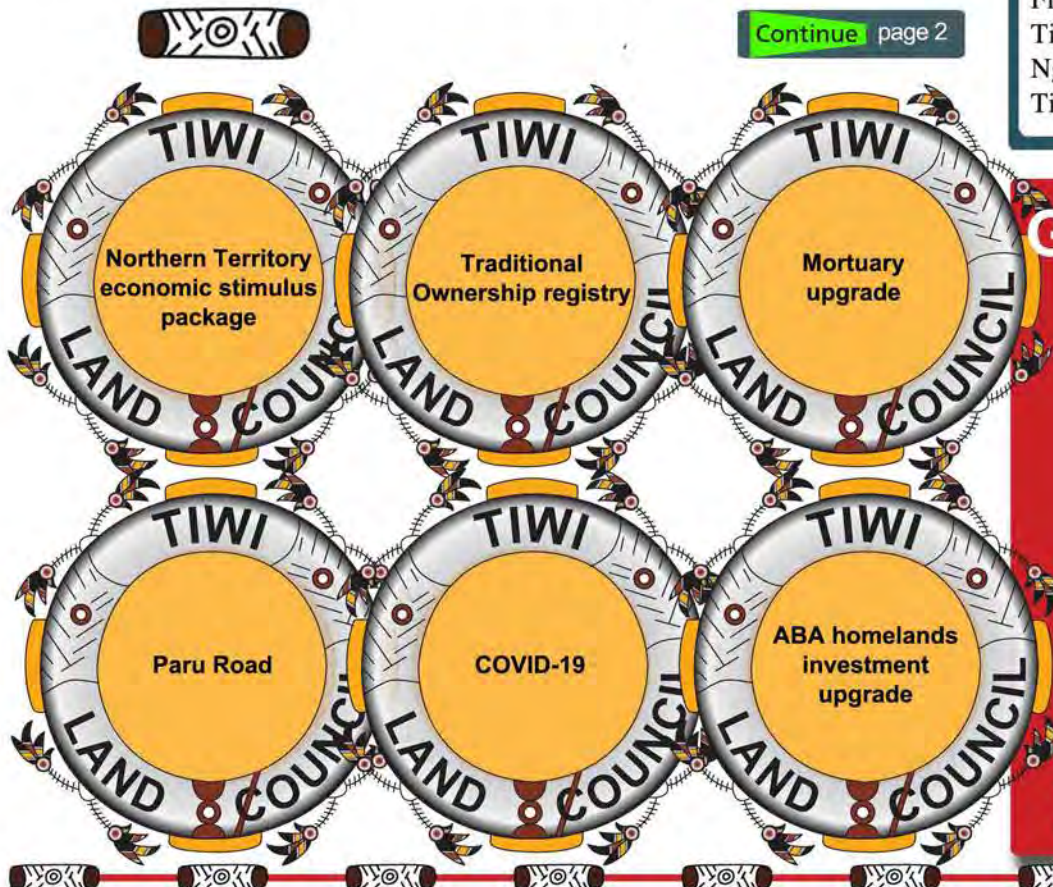 Continue page 2
TIWI LAND COUNCIL
Northern Territory
economic stimulus
package
TIWI LAND COUNCIL
Traditional
Ownership registry
TIWI LAND COUNCIL
Mortuary
upgrade
TIWI LAND COUNCIL
Paru Road
TIWI LAND COUNCIL
COVID-19
TIWI LAND COUNCIL
ABA homelands
investment
upgrade